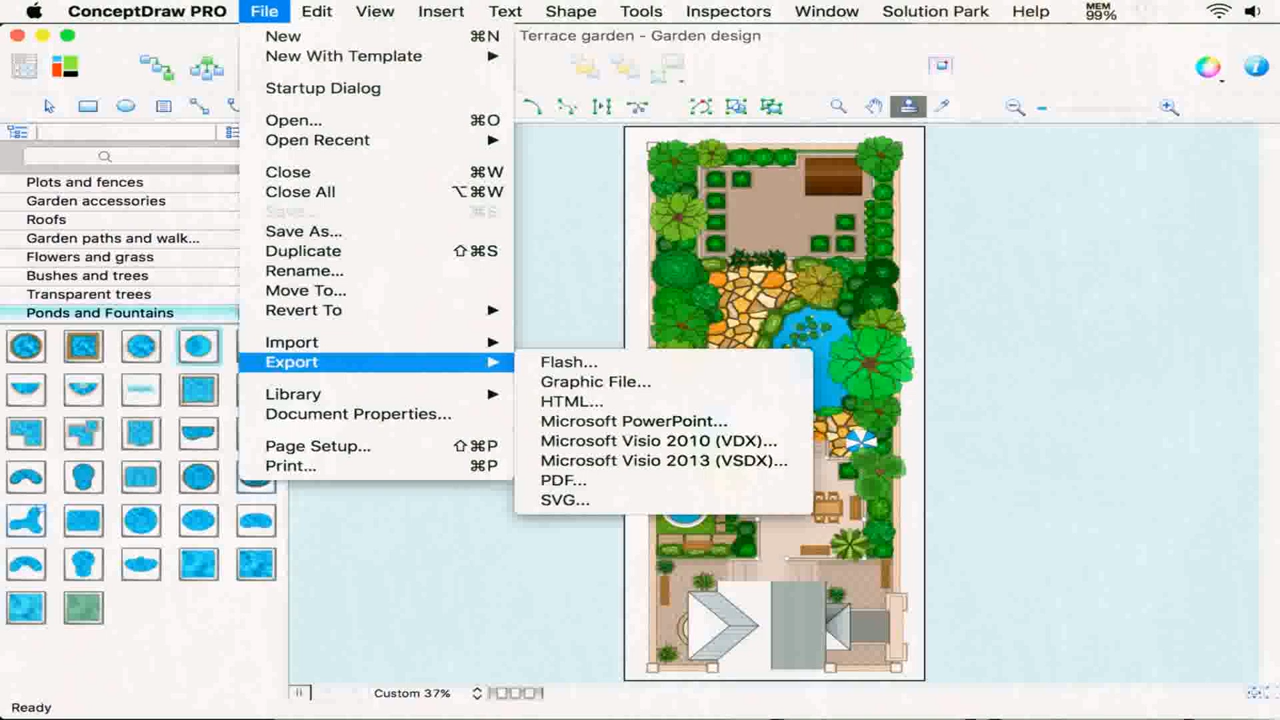 ConceptDraw PRO File Edit View Insert Text Shape Tools Inspectors Window Solution Park Help MEM 99%
Terrace garden - Garden design
New ⌘N
New With Template ▶
Startup Dialog
Open... ⌘O
Open Recent ▶
Close ⌘W
Close All ⌥⌘W
Save... ⌘S
Save As...
Duplicate ⇧⌘S
Rename...
Move To...
Revert To ▶
Import ▶
Export ▶
Library ▶
Document Properties...
Page Setup... ⇧⌘P
Print... ⌘P
Flash...
Graphic File...
HTML...
Microsoft PowerPoint...
Microsoft Visio 2010 (VDX)...
Microsoft Visio 2013 (VSDX)...
PDF...
SVG...
Plots and fences
Garden accessories
Roofs
Garden paths and walk...
Flowers and grass
Bushes and trees
Transparent trees
Ponds and Fountains
Custom 37%
Ready